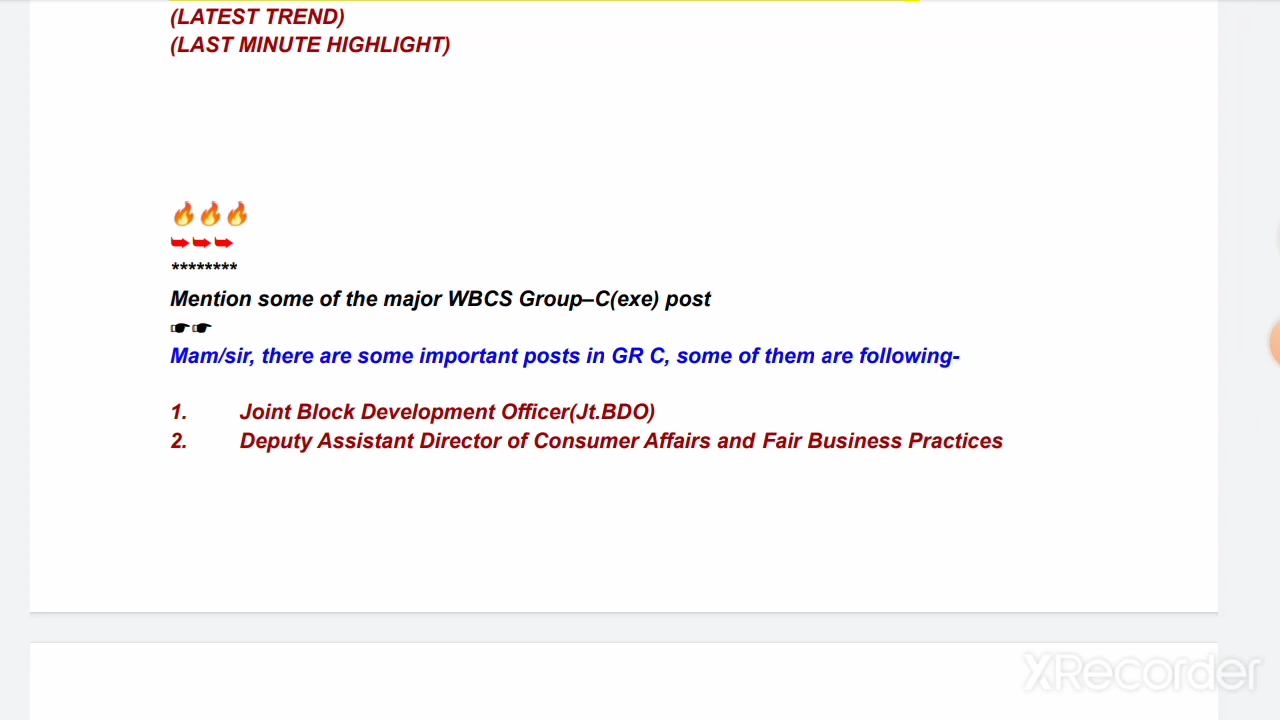 (LATEST TREND)
(LAST MINUTE HIGHLIGHT)
🔥🔥🔥
➥➥➥
********
Mention some of the major WBCS Group–C(exe) post
☛☛
Mam/sir, there are some important posts in GR C, some of them are following-
1. Joint Block Development Officer(Jt.BDO)
2. Deputy Assistant Director of Consumer Affairs and Fair Business Practices
XRecorder